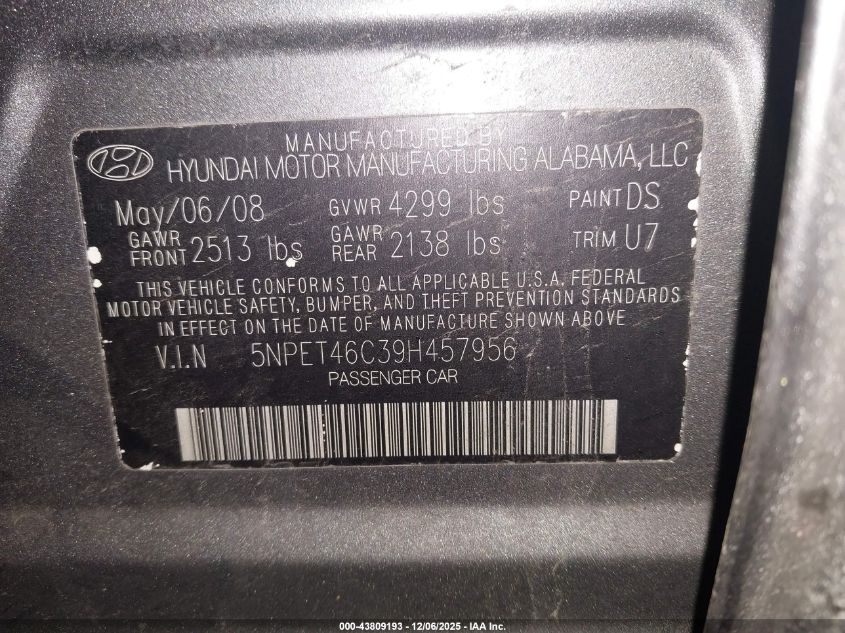 MANUFACTURED BY
HYUNDAI MOTOR MANUFACTURING ALABAMA, LLC
May/06/08 GVWR 4299 lbs PAINT DS
GAWR FRONT 2513 lbs GAWR REAR 2138 lbs TRIM U7
THIS VEHICLE CONFORMS TO ALL APPLICABLE U.S.A. FEDERAL
MOTOR VEHICLE SAFETY, BUMPER, AND THEFT PREVENTION STANDARDS
IN EFFECT ON THE DATE OF MANUFACTURE SHOWN ABOVE
V.I.N 5NPET46C39H457956
PASSENGER CAR
000-43809193 - 12/06/2025 - IAA Inc.